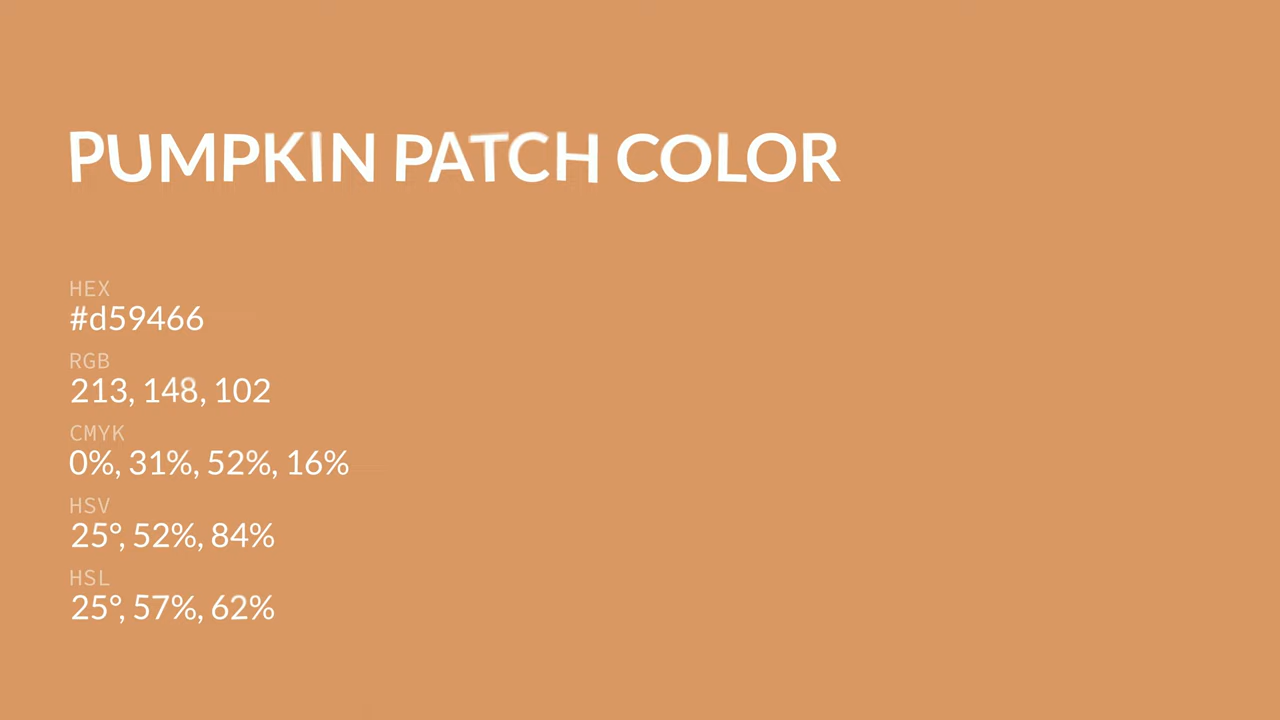 PUMPKIN PATCH COLOR
HEX
#d59466
RGB
213, 148, 102
CMYK
0%, 31%, 52%, 16%
HSV
25°, 52%, 84%
HSL
25°, 57%, 62%